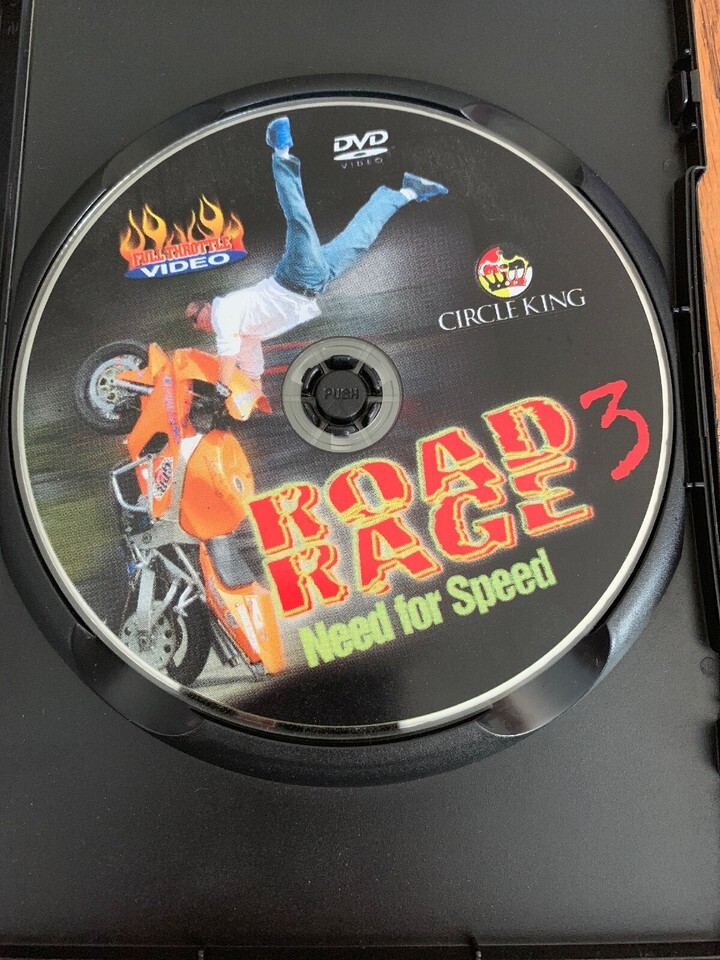 DVD
VIDEO
FULL THROTTLE
VIDEO
CIRCLE KING
PUSH
ROAD
RAGE 3
Need for Speed